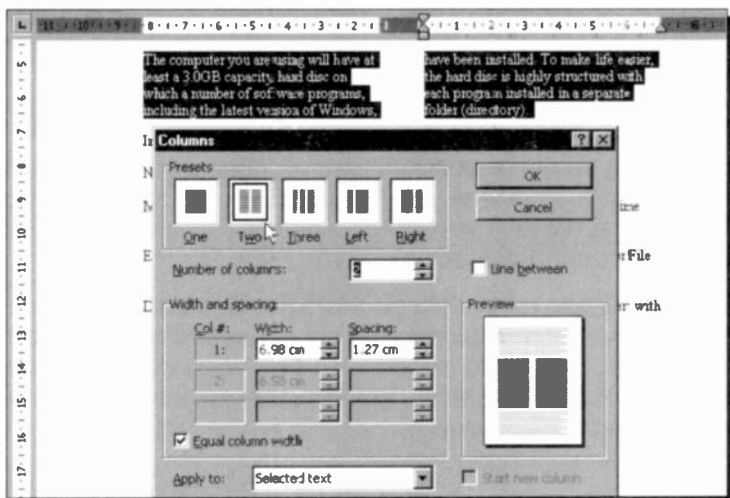 The computer you are using will have at
least a 3.0GB capacity, hard disc on
which a number of software programs,
including the latest version of Windows,
have been installed. To make life easier,
the hard disc is highly structured with
each program installed in a separate
folder (directory).
Columns
Presets
One Two Three Left Right
OK
Cancel
Number of columns: 2
Line between
Width and spacing
Col #: Width: Spacing:
1: 6.98 cm 1.27 cm
2: 6.98 cm
Equal column width
Preview
Apply to: Selected text
Start new column
File
with